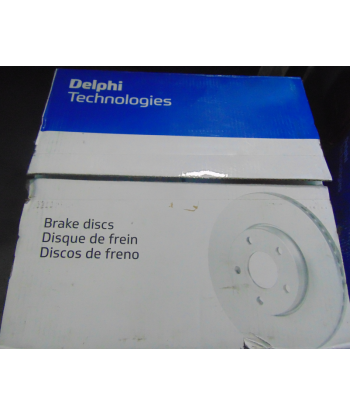 Delphi
Technologies
Brake discs
Disque de frein
Discos de freno